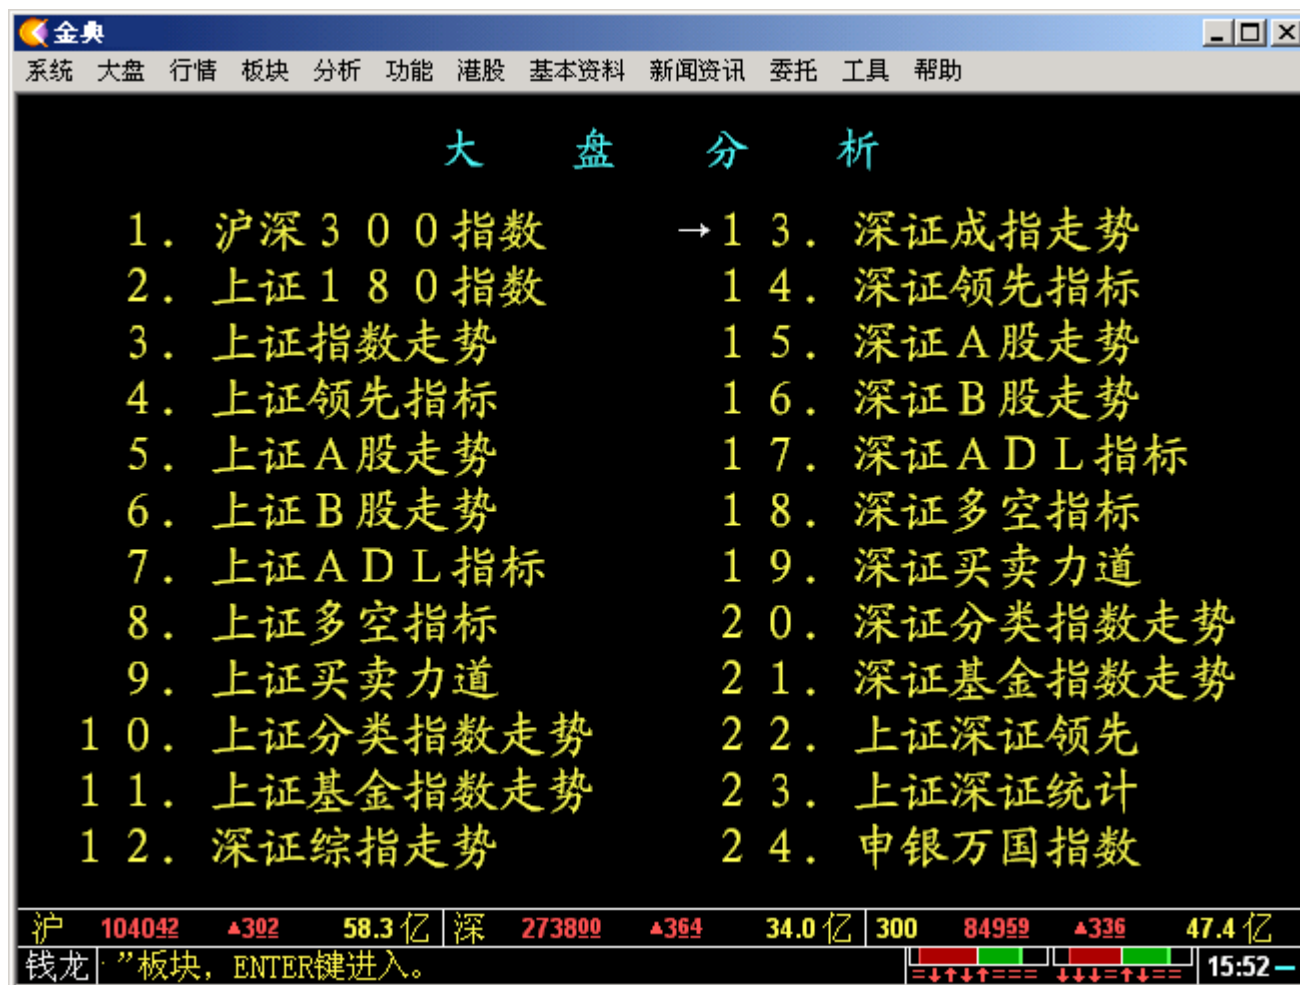 金典
系统 大盘 行情 板块 分析 功能 港股 基本资料 新闻资讯 委托 工具 帮助
大盘分析
1. 沪深300指数
2. 上证180指数
3. 上证指数走势
4. 上证领先指标
5. 上证A股走势
6. 上证B股走势
7. 上证ADL指标
8. 上证多空指标
9. 上证买卖力道
10. 上证分类指数走势
11. 上证基金指数走势
12. 深证综指走势
→13. 深证成指走势
14. 深证领先指标
15. 深证A股走势
16. 深证B股走势
17. 深证ADL指标
18. 深证多空指标
19. 深证买卖力道
20. 深证分类指数走势
21. 深证基金指数走势
22. 上证深证领先
23. 上证深证统计
24. 申银万国指数
沪 104042 ▲302 58.3亿 深 273800 ▲364 34.0亿 300 84959 ▲336 47.4亿
钱龙 ”板块，ENTER键进入。 =↓↑↓↑=== ↓↓↓=↑↓== 15:52